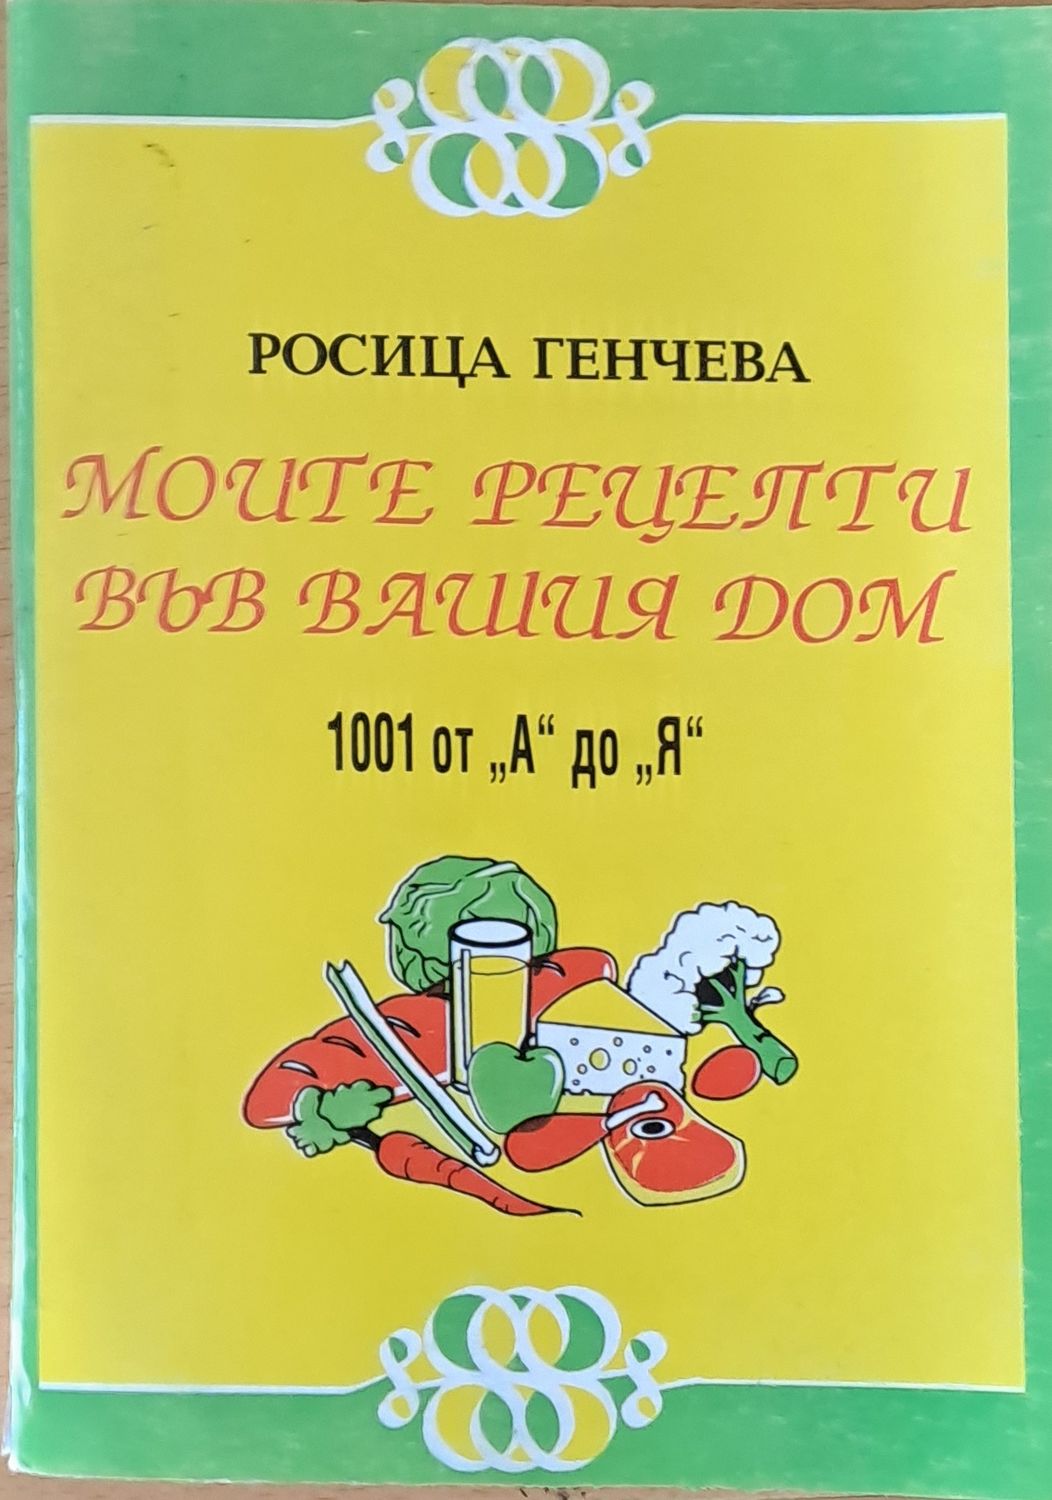 РОСИЦА ГЕНЧЕВА
МОИТЕ РЕЦЕПТИ
ВЪВ ВАШИЯ ДОМ
1001 от „А“ до „Я“